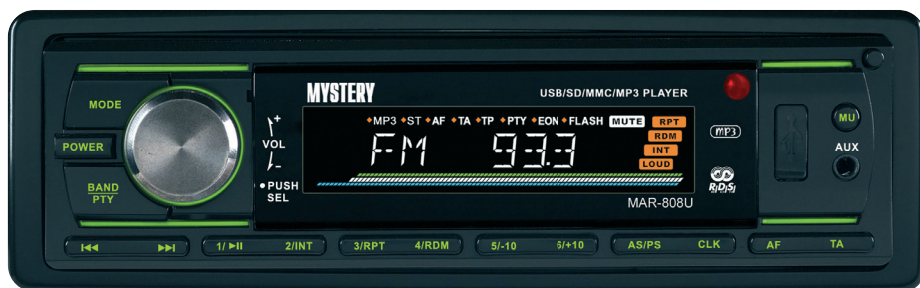 MODE
POWER
BAND
PTY
+
VOL
-
•PUSH
SEL
MYSTERY
USB/SD/MMC/MP3 PLAYER
MP3 ST AF TA TP PTY EON FLASH MUTE RPT
RDM
INT
LOUD
FM 93.3
MAR-808U
MP3
RDS
MU
AUX
1/ 2/INT 3/RPT 4/RDM 5/-10 6/+10 AS/PS CLK AF TA